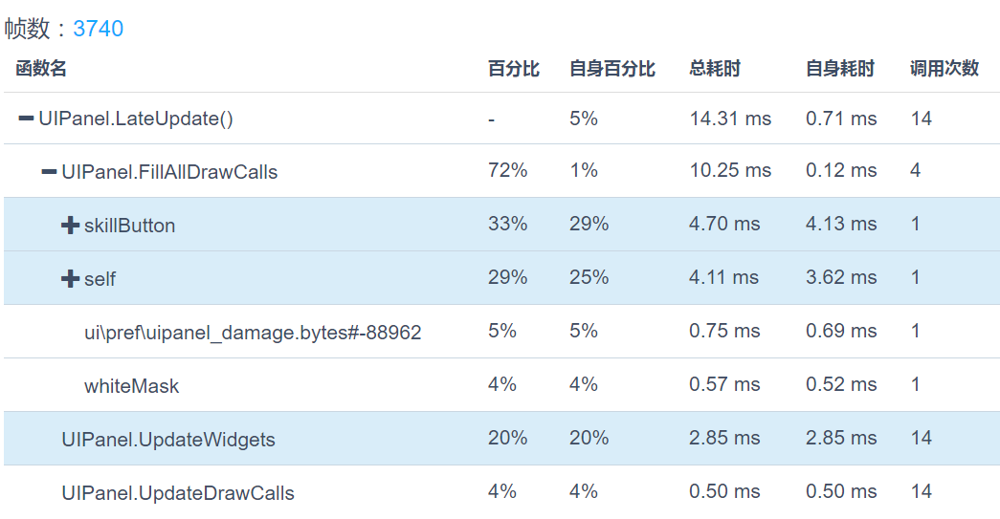 帧数：3740
函数名 百分比 自身百分比 总耗时 自身耗时 调用次数
UIPanel.LateUpdate() - 5% 14.31 ms 0.71 ms 14
UIPanel.FillAllDrawCalls 72% 1% 10.25 ms 0.12 ms 4
skillButton 33% 29% 4.70 ms 4.13 ms 1
self 29% 25% 4.11 ms 3.62 ms 1
ui\pref\uipanel_damage.bytes#-88962 5% 5% 0.75 ms 0.69 ms 1
whiteMask 4% 4% 0.57 ms 0.52 ms 1
UIPanel.UpdateWidgets 20% 20% 2.85 ms 2.85 ms 14
UIPanel.UpdateDrawCalls 4% 4% 0.50 ms 0.50 ms 14